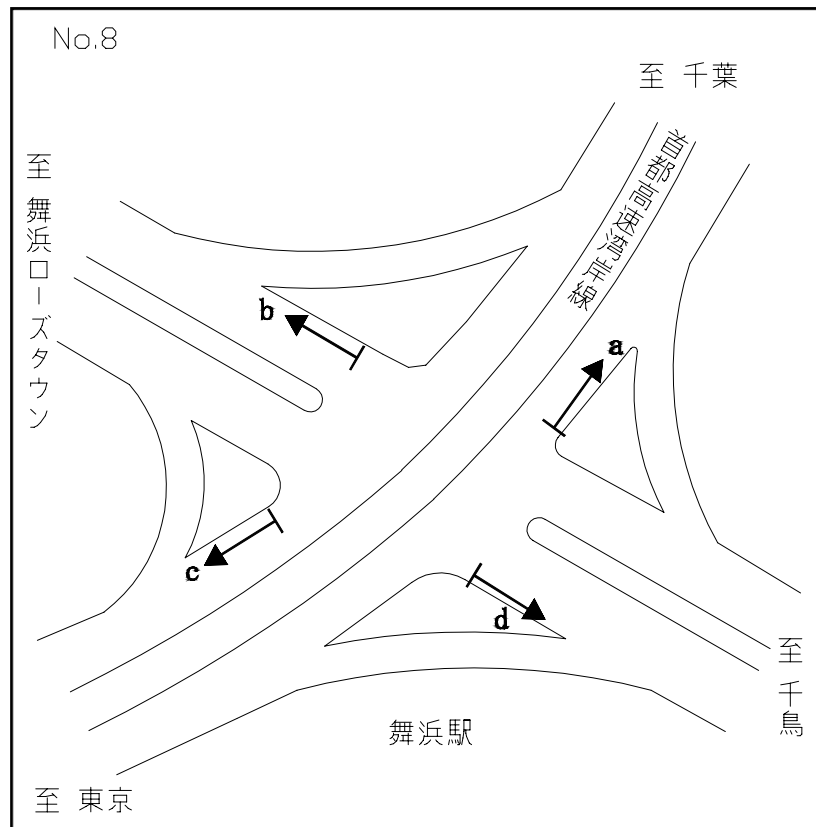 No.8
至 千葉
首都高速湾岸線
至 舞浜ローズタウン
b
a
c
d
至 千鳥
舞浜駅
至 東京